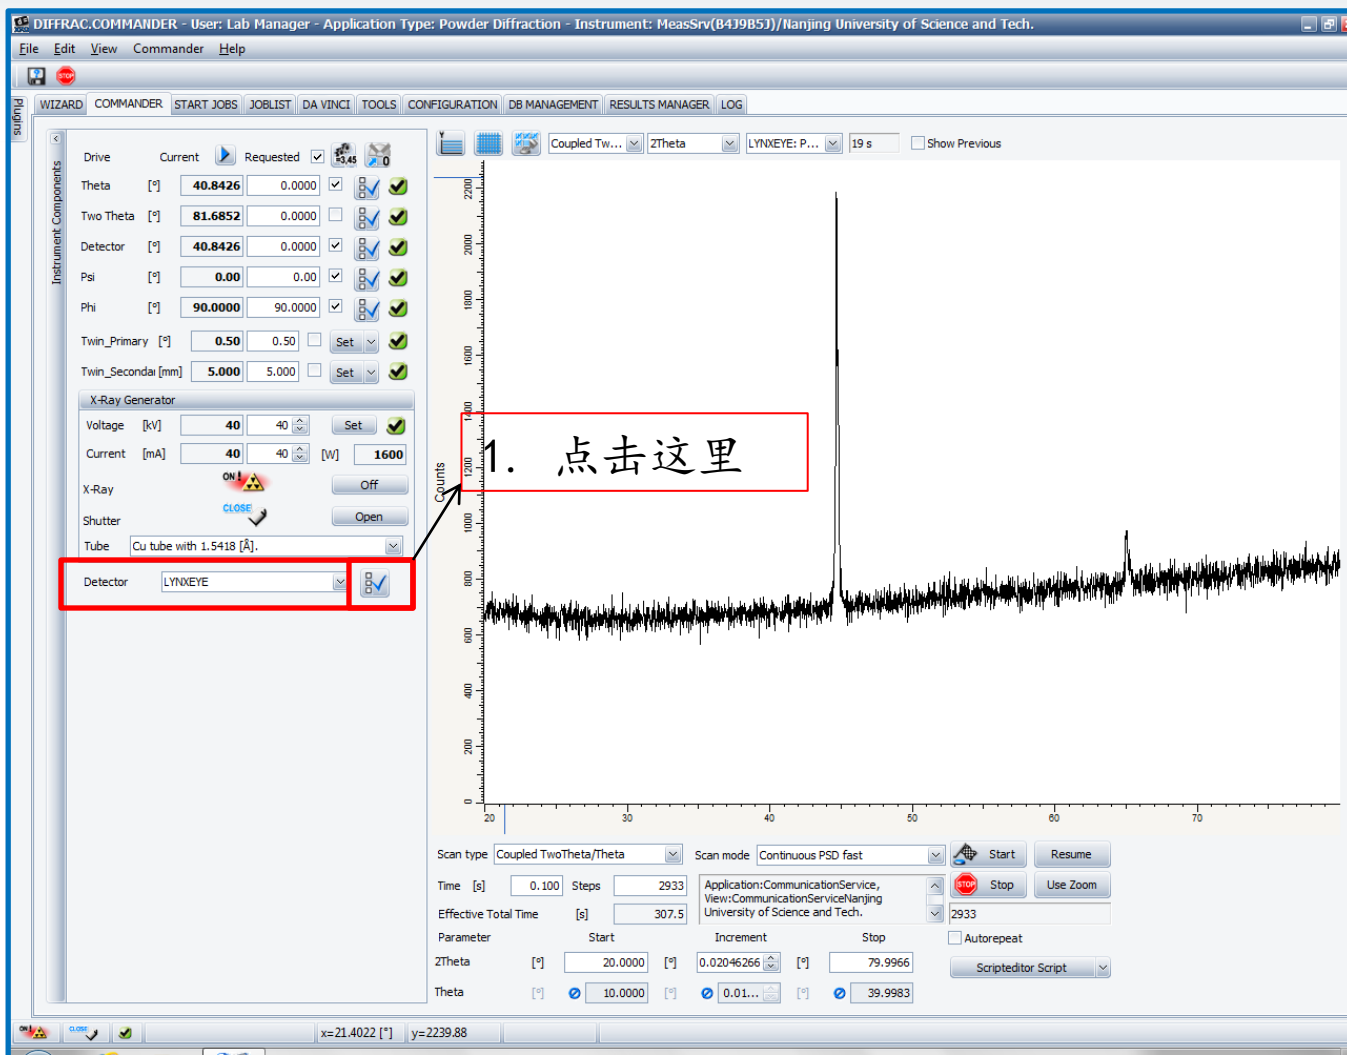 DIFFRAC.COMMANDER - User: Lab Manager - Application Type: Powder Diffraction - Instrument: MeasSrv(B4J9B5J)/Nanjing University of Science and Tech.
File Edit View Commander Help
STOP
Plugins
WIZARD COMMANDER START JOBS JOBLIST DA VINCI TOOLS CONFIGURATION DB MANAGEMENT RESULTS MANAGER LOG
Instrument Components
Drive Current Requested =3,45 0
Theta [°] 40.8426 0.0000
Two Theta [°] 81.6852 0.0000
Detector [°] 40.8426 0.0000
Psi [°] 0.00 0.00
Phi [°] 90.0000 90.0000
Twin_Primary [°] 0.50 0.50 Set
Twin_Secondai [mm] 5.000 5.000 Set
X-Ray Generator
Voltage [kV] 40 40 Set
Current [mA] 40 40 [W] 1600
X-Ray ON ! Off
Shutter CLOSE Open
Tube Cu tube with 1.5418 [Å].
Detector LYNXEYE
Y Coupled Tw... 2Theta LYNXEYE: P... 19 s Show Previous
1. 点击这里
Counts
2200
2000
1800
1600
1400
1200
1000
800
600
400
200
0
20 30 40 50 60 70
Scan type Coupled TwoTheta/Theta Scan mode Continuous PSD fast Start Resume
Time [s] 0.100 Steps 2933 STOP Stop Use Zoom
Application:CommunicationService,
View:CommunicationServiceNanjing
University of Science and Tech.
Effective Total Time [s] 307.5 2933
Parameter Start Increment Stop Autorepeat
2Theta [°] 20.0000 [°] 0.02046266 [°] 79.9966 Scripteditor Script
Theta [°] 10.0000 [°] 0.01... [°] 39.9983
ON ! CLOSE x=21.4022 [°] y=2239.88